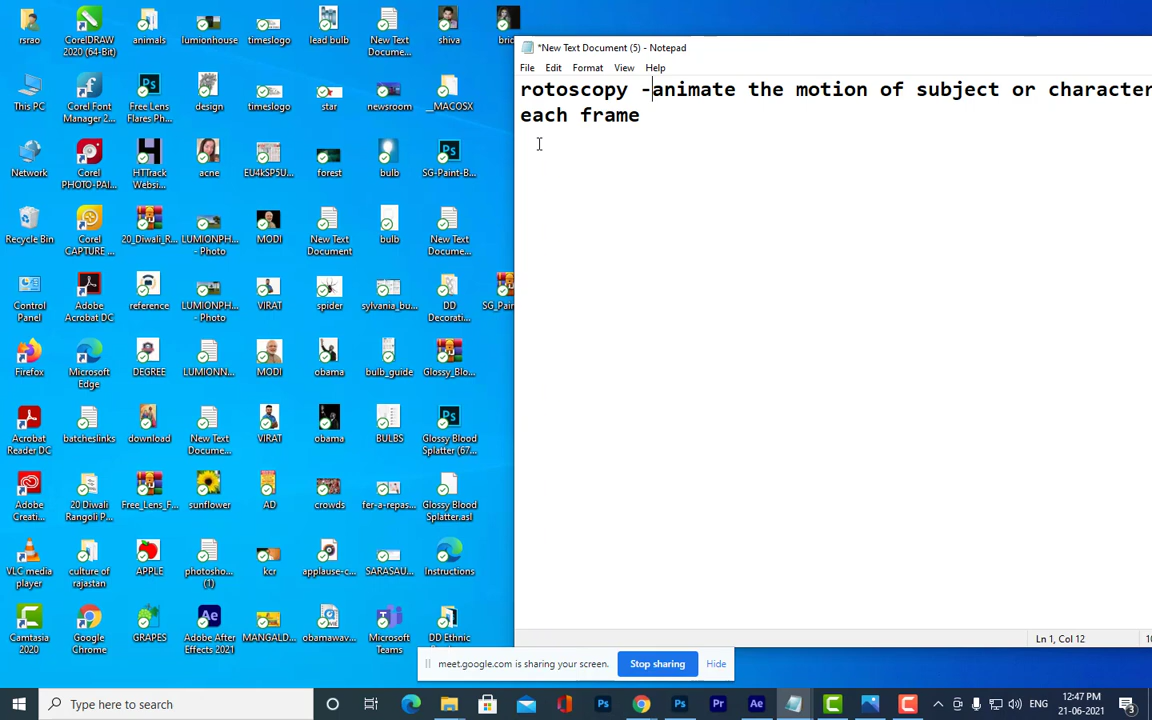 rsrao
CorelDRAW
2020 (64-Bit)
animals
lumionhouse
timeslogo
lead bulb
New Text
Docume...
shiva
bric
*New Text Document (5) - Notepad
File Edit Format View Help
rotoscopy -animate the motion of subject or character
each frame
This PC
Corel Font
Manager 2...
Free Lens
Flares Ph...
design
timeslogo
star
newsroom
__MACOSX
Network
Corel
PHOTO-PAI...
HTTrack
Websi...
acne
EU4kSP5U...
forest
bulb
SG-Paint-B...
Recycle Bin
Corel
CAPTURE ...
20_Diwali_R...
LUMIONPH...
- Photo
MODI
New Text
Document
bulb
New Text
Docume...
Control
Panel
Adobe
Acrobat DC
reference
LUMIONPH...
- Photo
VIRAT
spider
sylvania_bu...
DD
Decorati...
SG_Pain
Firefox
Microsoft
Edge
DEGREE
LUMIONN...
MODI
obama
bulb_guide
Glossy_Blo...
Acrobat
Reader DC
batcheslinks
download
New Text
Docume...
VIRAT
obama
BULBS
Glossy Blood
Splatter (67...
Adobe
Creati...
20 Diwali
Rangoli P...
Free_Lens_F...
sunflower
AD
crowds
fer-a-repas...
Glossy Blood
Splatter.asl
VLC media
player
culture of
rajastan
APPLE
photosho...
(1)
kcr
applause-c...
SARASAU...
Instructions
Camtasia
2020
Google
Chrome
GRAPES
Adobe After
Effects 2021
MANGALD...
obamawav...
Microsoft
Teams
DD Ethnic
Ln 1, Col 12
meet.google.com is sharing your screen.
Stop sharing
Hide
Type here to search
ENG
12:47 PM
21-06-2021
3